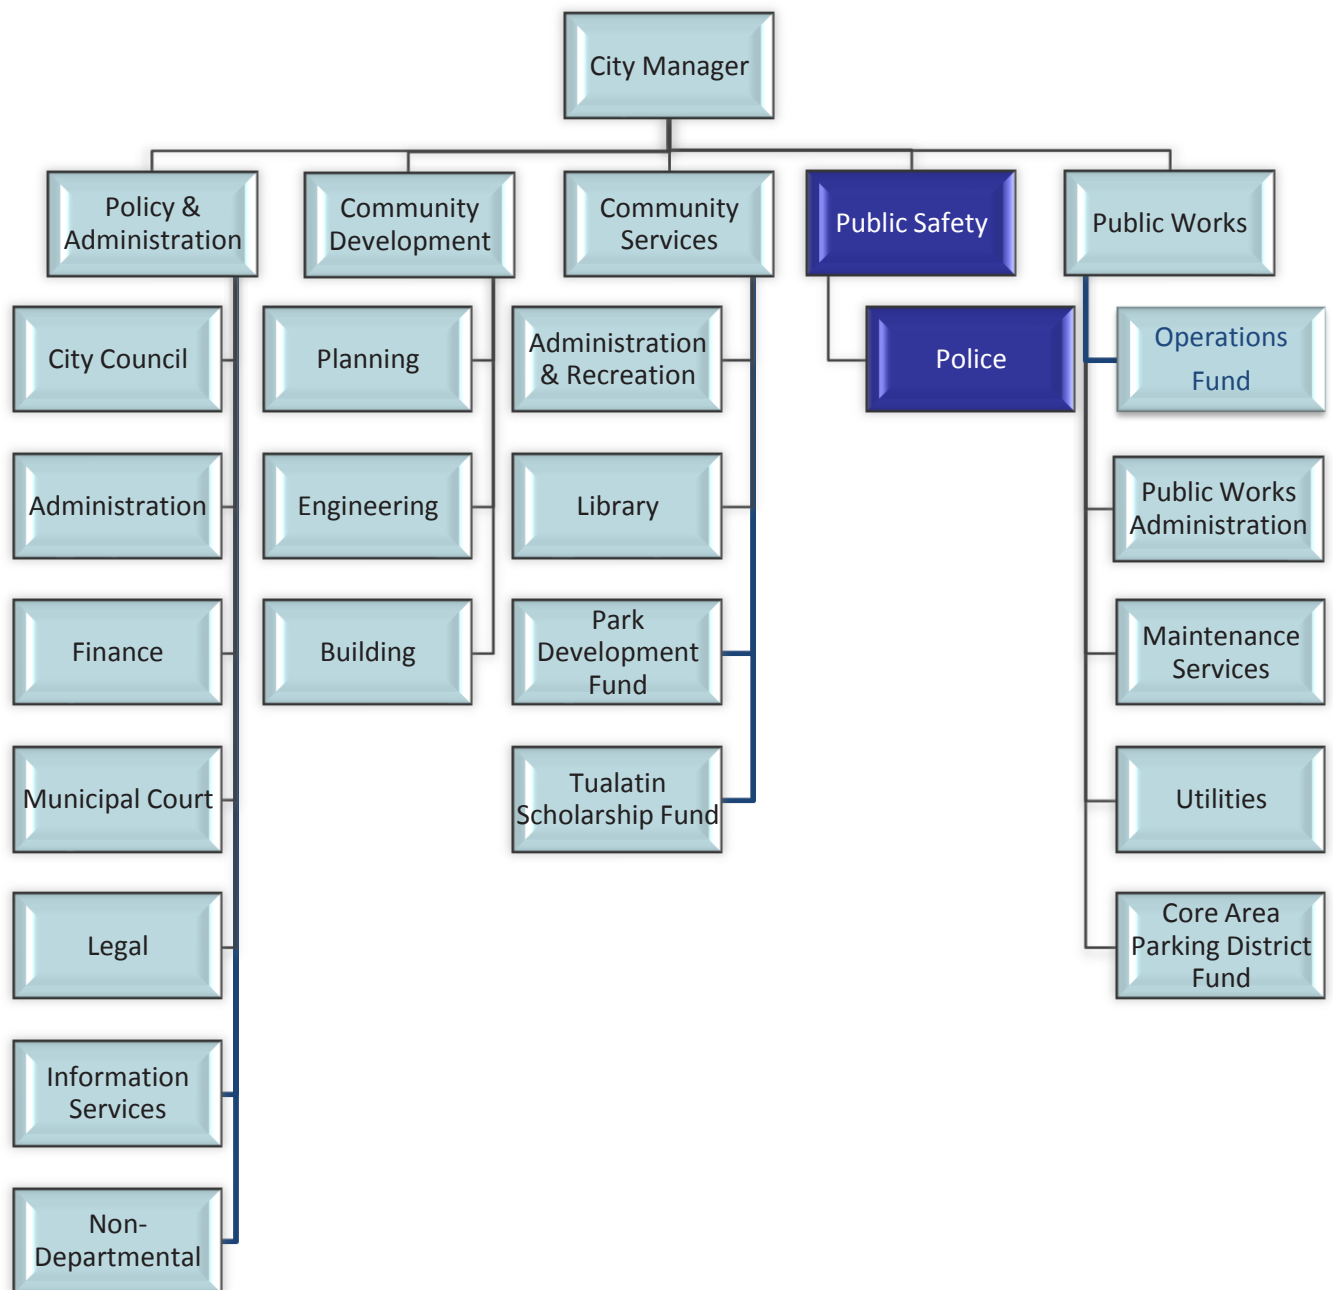 City Manager
Policy &
Administration
Community
Development
Community
Services
Public Safety
Public Works
City Council
Planning
Administration
& Recreation
Police
Operations
Fund
Administration
Engineering
Library
Public Works
Administration
Finance
Building
Park
Development
Fund
Maintenance
Services
Municipal Court
Tualatin
Scholarship Fund
Utilities
Legal
Core Area
Parking District
Fund
Information
Services
Non-
Departmental